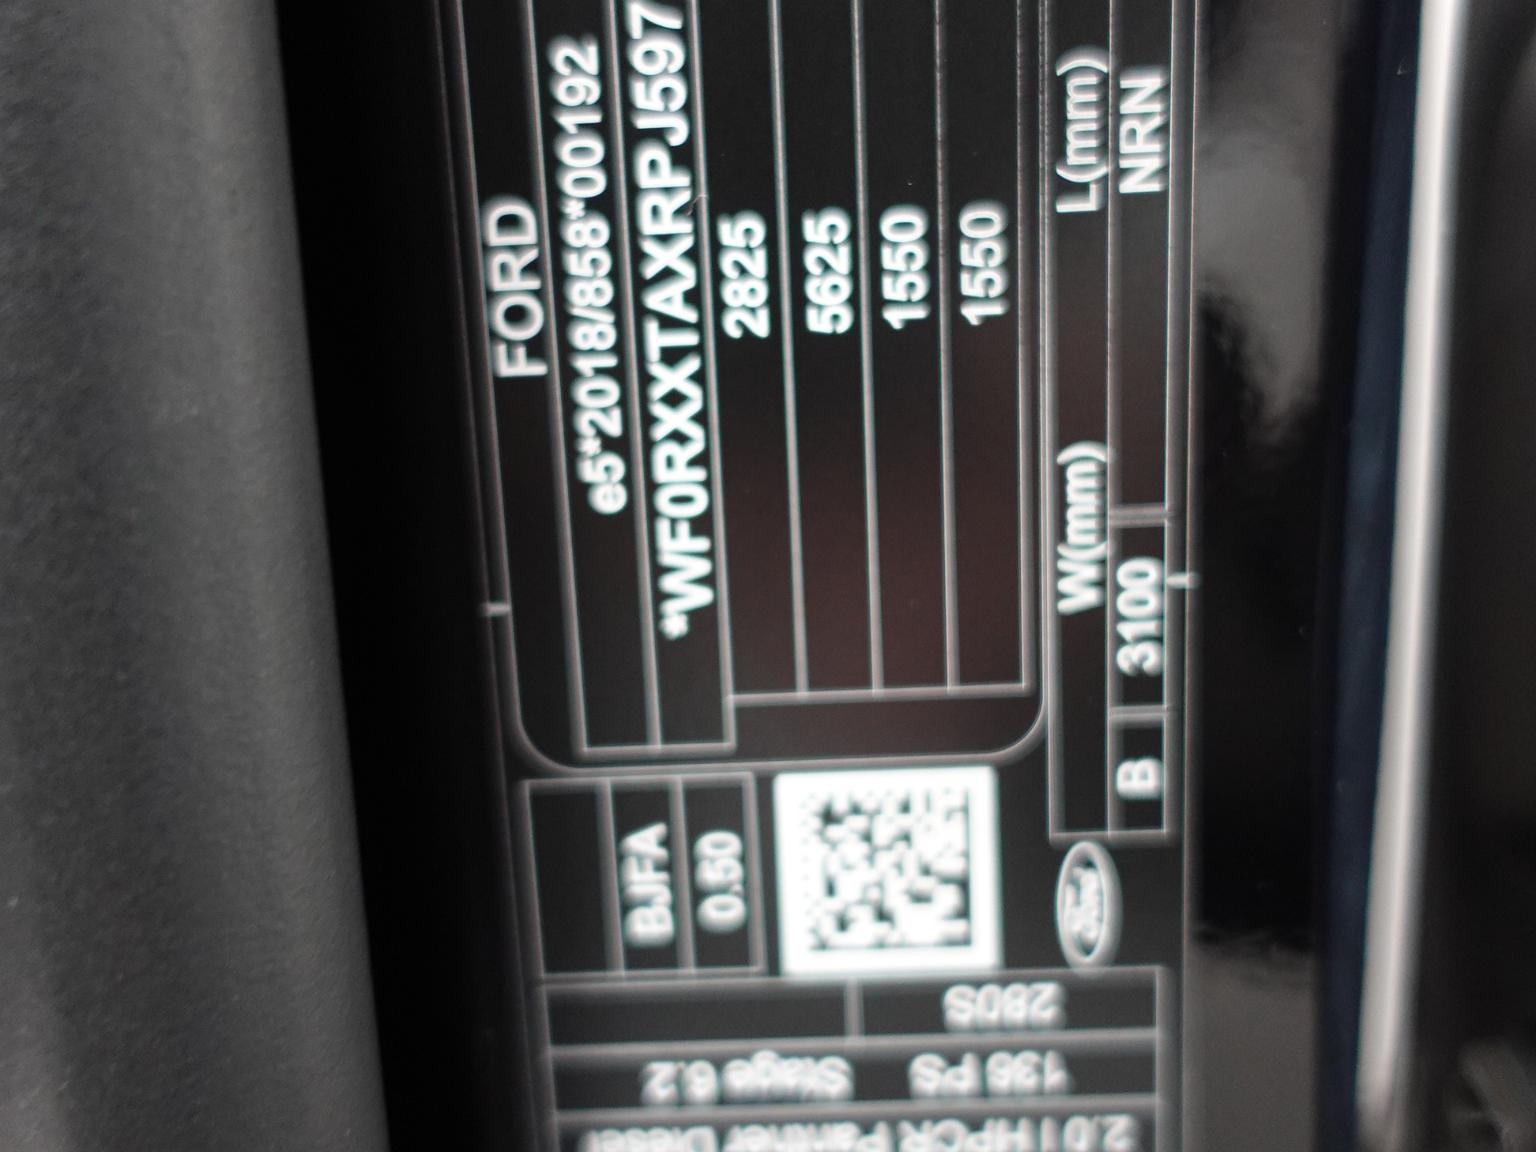 FORD
e5*2018/858*00192
*WF0RXXTAXRPJ597
2825
5625
1550
1550
BJFA
0.50
W(mm) L(mm)
B 3100 NRN
Ford
280S
136 PS Stage 6.2
2.0 l HPCR Panther Diesel